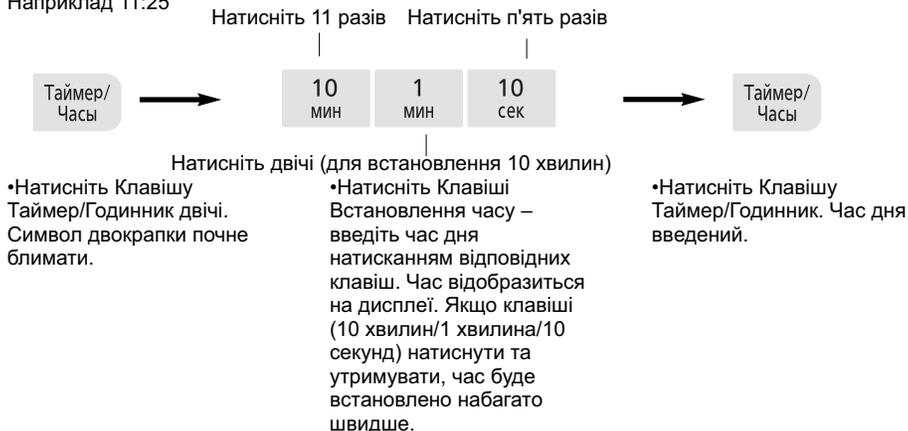 Наприклад 11:25
Натисніть 11 разів Натисніть п'ять разів
Таймер/
Часы
10
мин
1
мин
10
сек
Таймер/
Часы
Натисніть двічі (для встановлення 10 хвилин)
•Натисніть Клавішу
Таймер/Годинник двічі.
Символ двокрапки почне
блимати.
•Натисніть Клавіші
Встановлення часу –
введіть час дня
натисканням відповідних
клавіш. Час відобразиться
на дисплеї. Якщо клавіші
(10 хвилин/1 хвилина/10
секунд) натиснути та
утримувати, час буде
встановлено набагато
швидше.
•Натисніть Клавішу
Таймер/Годинник. Час дня
введений.